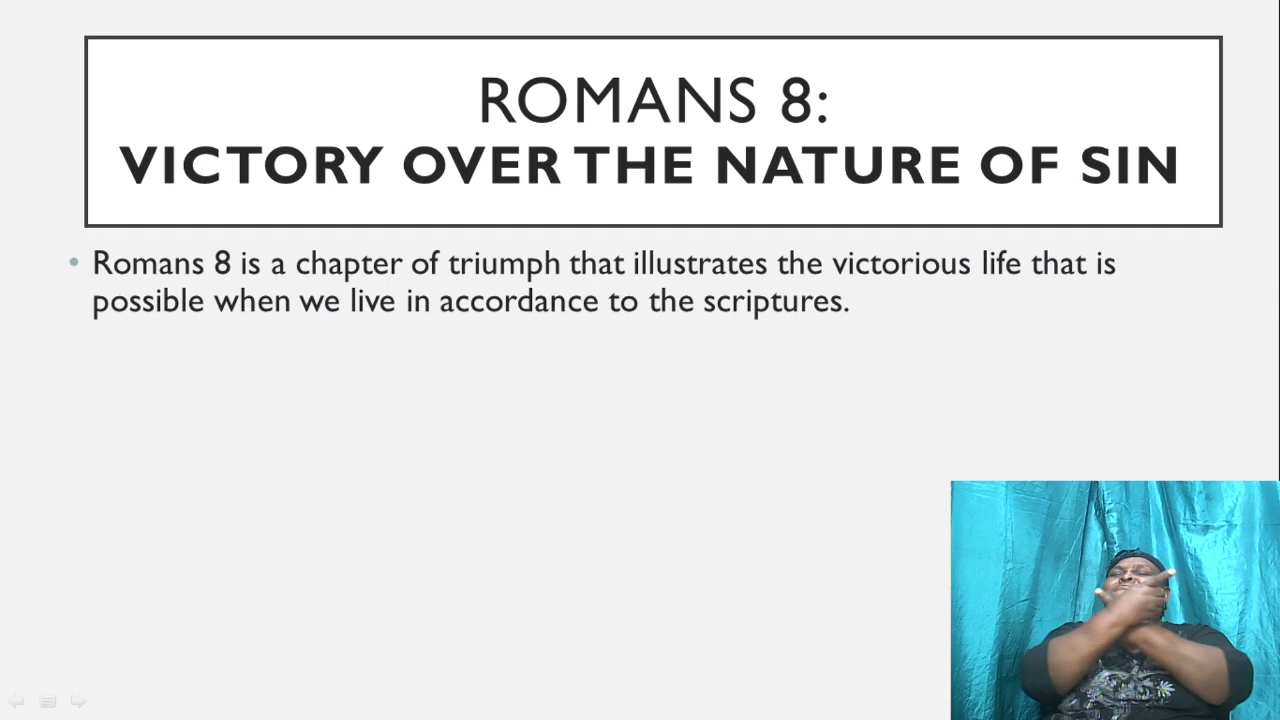 ROMANS 8:
VICTORY OVER THE NATURE OF SIN
• Romans 8 is a chapter of triumph that illustrates the victorious life that is
possible when we live in accordance to the scriptures.